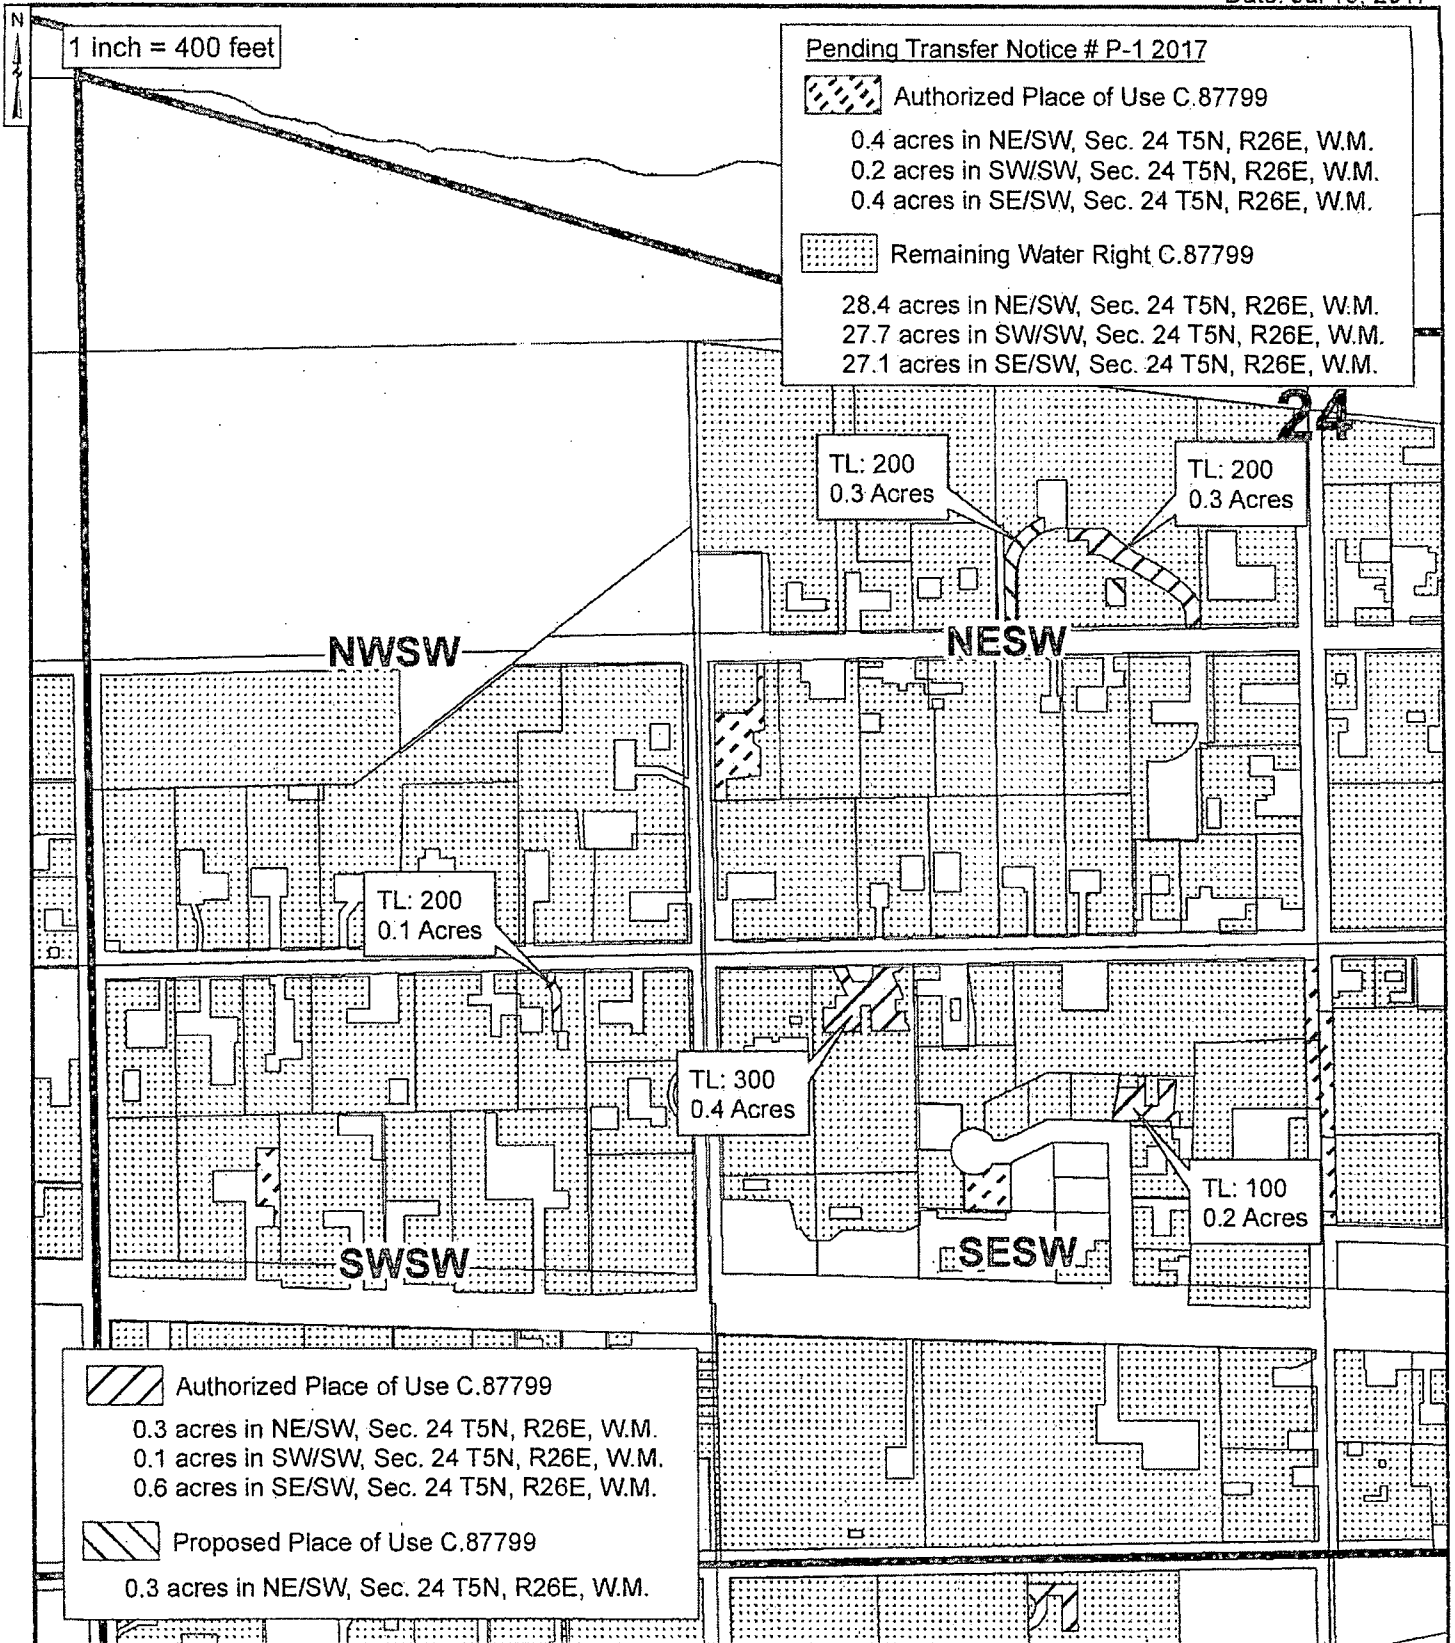 N
1 inch = 400 feet
Pending Transfer Notice # P-1 2017
Authorized Place of Use C.87799
0.4 acres in NE/SW, Sec. 24 T5N, R26E, W.M.
0.2 acres in SW/SW, Sec. 24 T5N, R26E, W.M.
0.4 acres in SE/SW, Sec. 24 T5N, R26E, W.M.
Remaining Water Right C.87799
28.4 acres in NE/SW, Sec. 24 T5N, R26E, W.M.
27.7 acres in SW/SW, Sec. 24 T5N, R26E, W.M.
27.1 acres in SE/SW, Sec. 24 T5N, R26E, W.M.
24
TL: 200
0.3 Acres
TL: 200
0.3 Acres
NWSW
NESW
TL: 200
0.1 Acres
TL: 300
0.4 Acres
TL: 100
0.2 Acres
SWSW
SESW
Authorized Place of Use C.87799
0.3 acres in NE/SW, Sec. 24 T5N, R26E, W.M.
0.1 acres in SW/SW, Sec. 24 T5N, R26E, W.M.
0.6 acres in SE/SW, Sec. 24 T5N, R26E, W.M.
Proposed Place of Use C.87799
0.3 acres in NE/SW, Sec. 24 T5N, R26E, W.M.